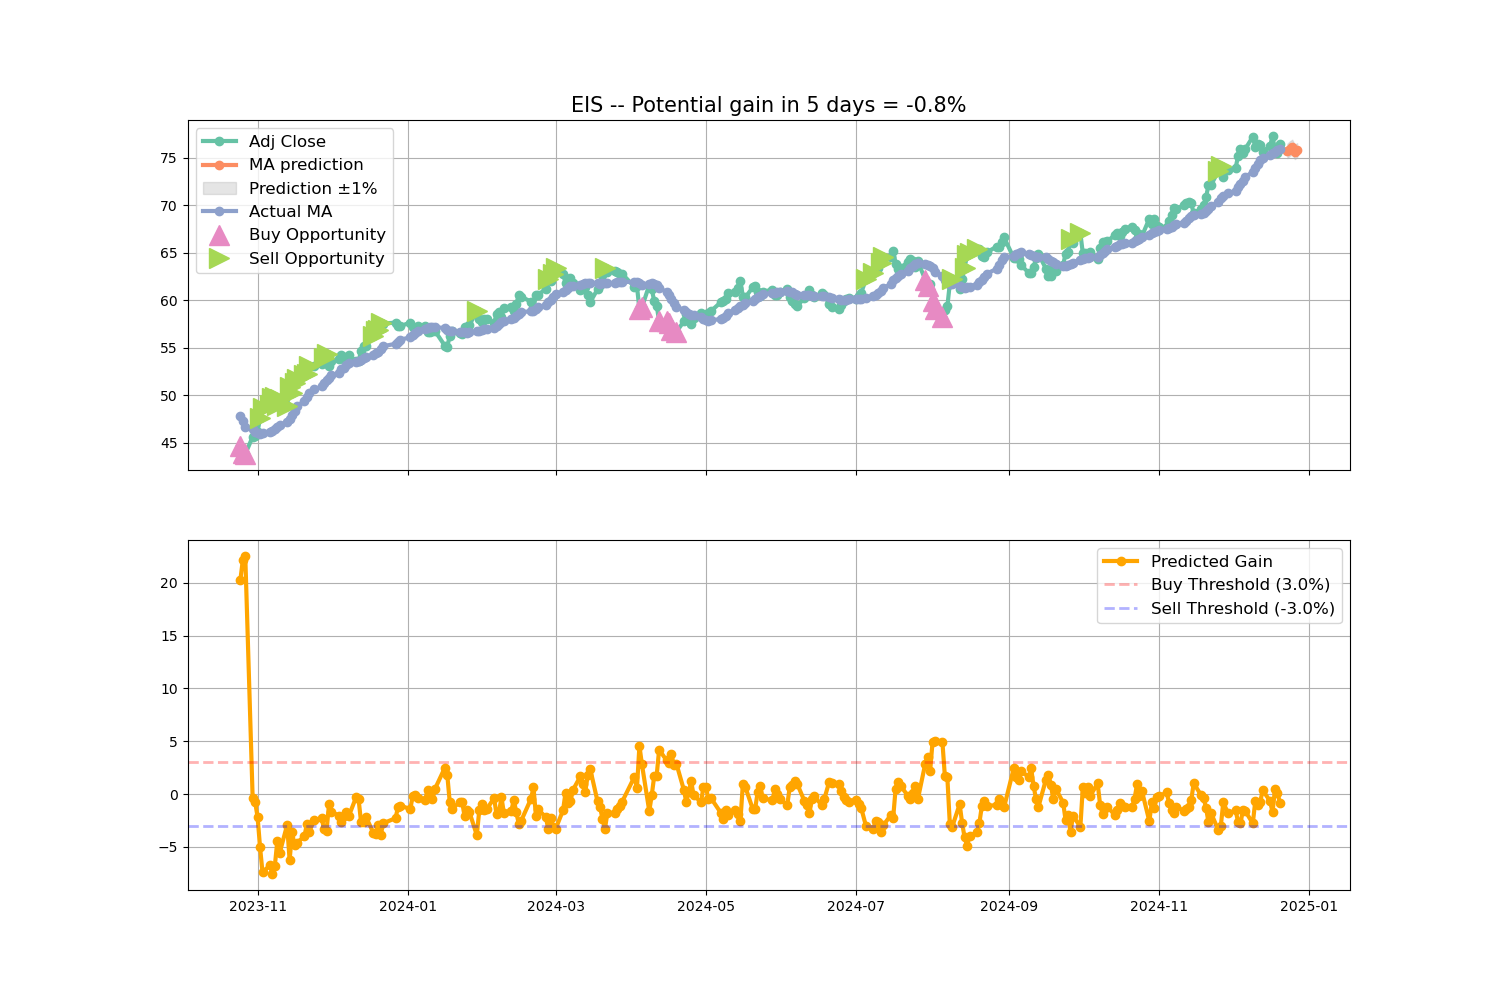 EIS -- Potential gain in 5 days = -0.8%
Adj Close
MA prediction
Prediction ±1%
Actual MA
Buy Opportunity
Sell Opportunity
75
70
65
60
55
50
45
Predicted Gain
Buy Threshold (3.0%)
Sell Threshold (-3.0%)
20
15
10
5
0
−5
2023-11
2024-01
2024-03
2024-05
2024-07
2024-09
2024-11
2025-01